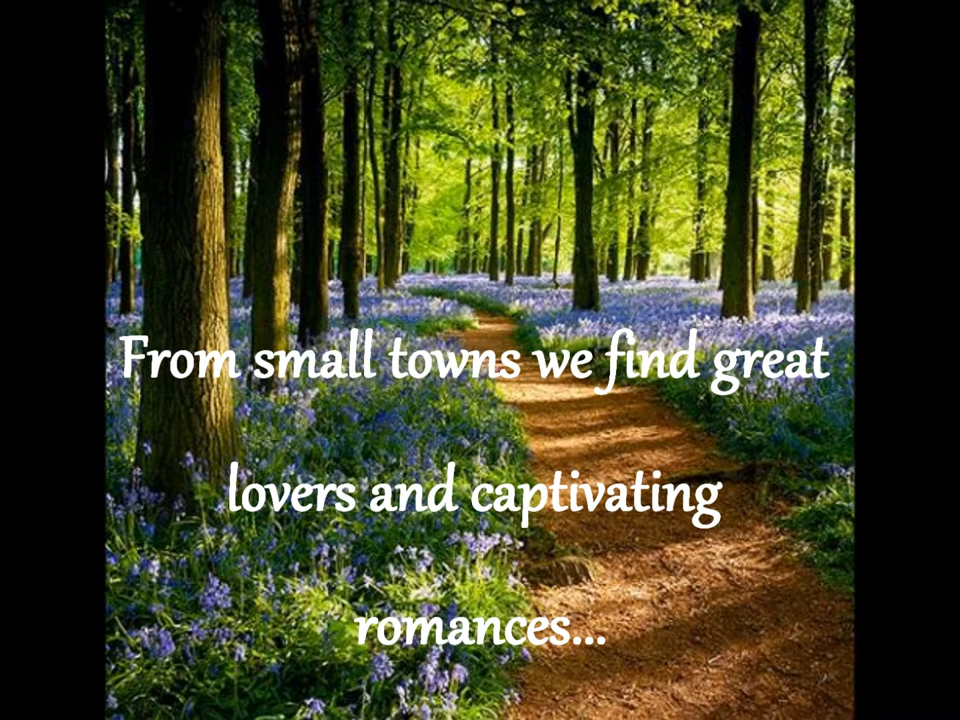 From small towns we find great
lovers and captivating
romances...